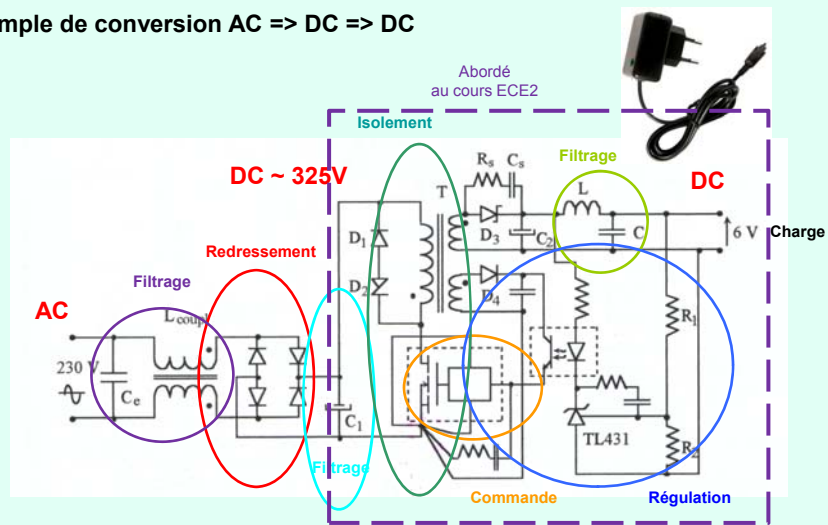 mple de conversion AC => DC => DC
Abordé
au cours ECE2
Isolement
DC ~ 325V
T
Rs Cs
Filtrage
L
DC
D1
D3
C2
C
6 V
Charge
Redressement
Filtrage
D2
D4
R1
AC
Lcoupl
230 V
Ce
C1
TL431
R2
Filtrage
Commande
Régulation